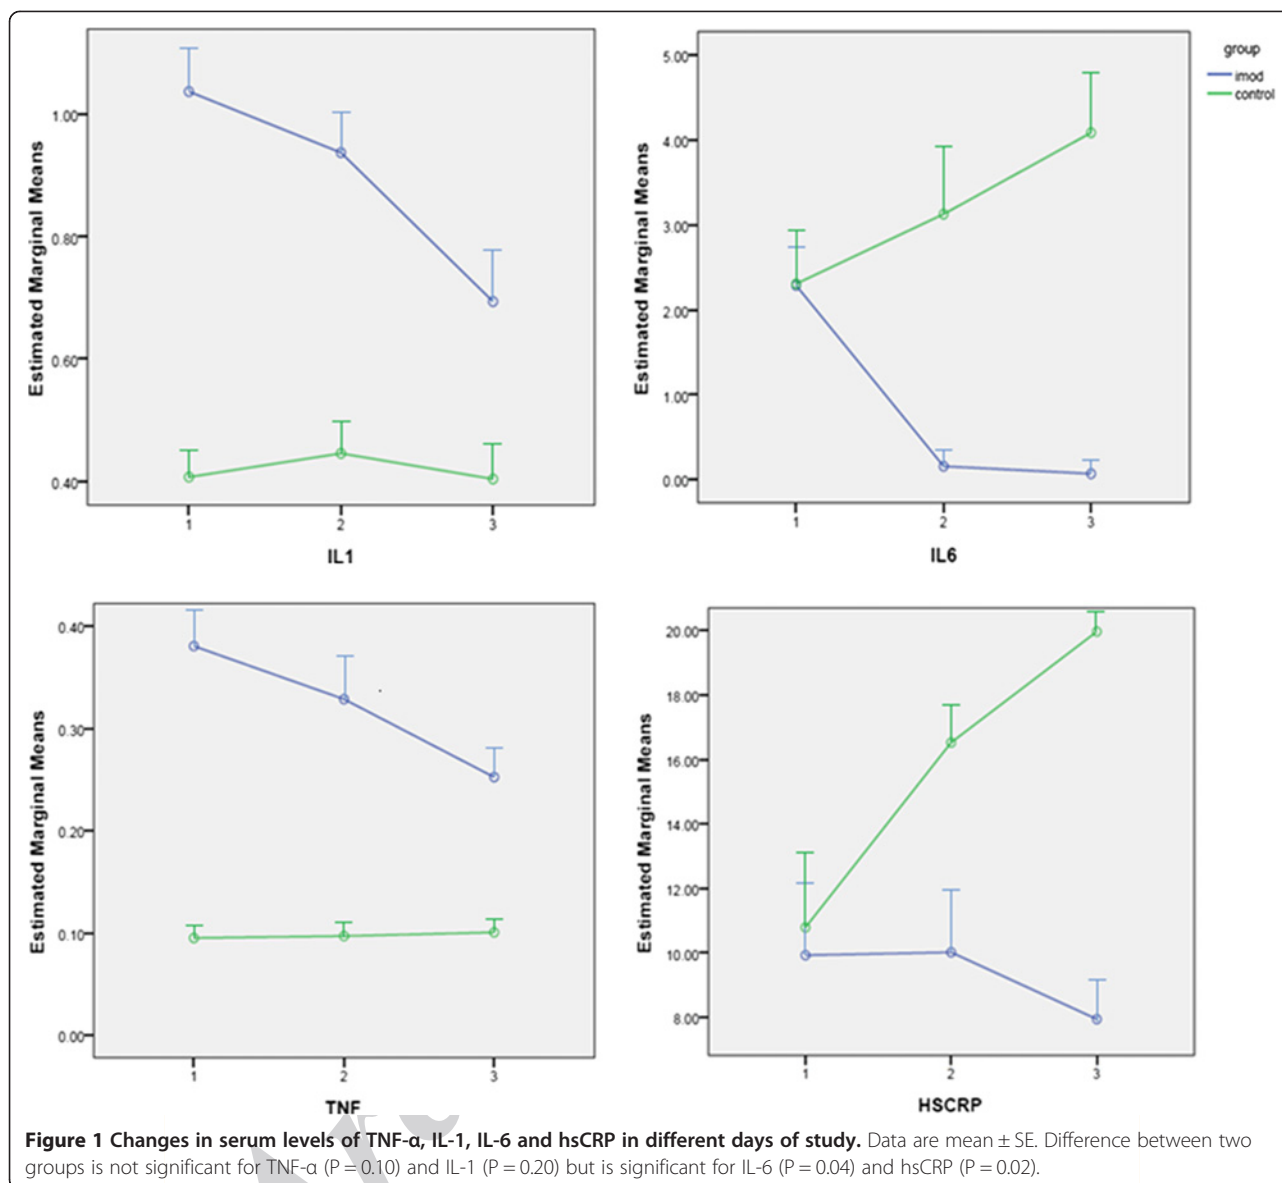 1.00
0.80
0.60
0.40
Estimated Marginal Means
1 2 3
IL1
5.00
4.00
3.00
2.00
1.00
0.00
Estimated Marginal Means
1 2 3
IL6
group
imod
control
0.40
0.30
0.20
0.10
0.00
Estimated Marginal Means
1 2 3
TNF
20.00
18.00
16.00
14.00
12.00
10.00
8.00
Estimated Marginal Means
1 2 3
HSCRP
Figure 1 Changes in serum levels of TNF-α, IL-1, IL-6 and hsCRP in different days of study. Data are mean ± SE. Difference between two
groups is not significant for TNF-α (P = 0.10) and IL-1 (P = 0.20) but is significant for IL-6 (P = 0.04) and hsCRP (P = 0.02).